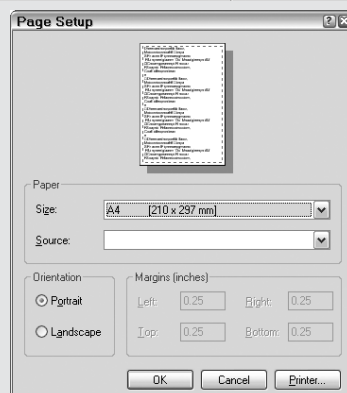 Page Setup
Paper
Size: A4 [210 x 297 mm]
Source:
Orientation
Portrait
Landscape
Margins (inches)
Left: 0.25 Right: 0.25
Top: 0.25 Bottom: 0.25
OK Cancel Printer...